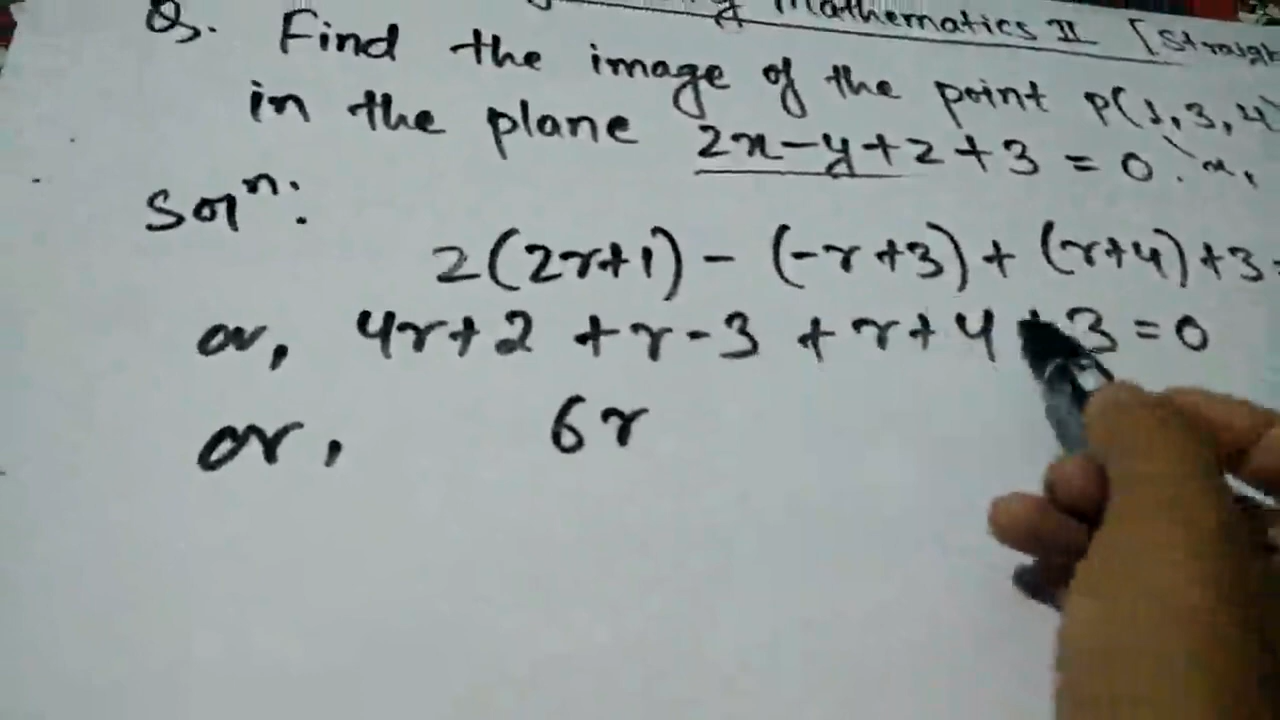 Mathematics II [Straigh
Q. Find the image of the point P(1,3,4)
in the plane 2x-y+z+3=0.
Solⁿ:
2(2r+1)-(-r+3)+(r+4)+3=
or, 4r+2+r-3+r+4+3=0
or, 6r